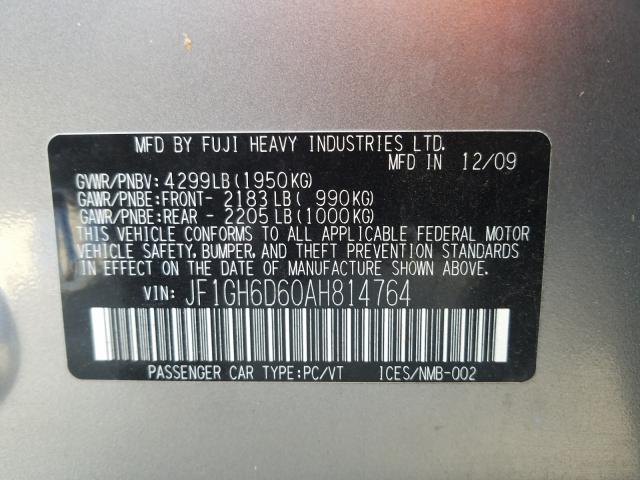 MFD BY FUJI HEAVY INDUSTRIES LTD.
MFD IN 12/09
GVWR/PNBV: 4299LB(1950KG)
GAWR/PNBE:FRONT- 2183LB( 990KG)
GAWR/PNBE:REAR - 2205LB(1000KG)
THIS VEHICLE CONFORMS TO ALL APPLICABLE FEDERAL MOTOR
VEHICLE SAFETY, BUMPER, AND THEFT PREVENTION STANDARDS
IN EFFECT ON THE DATE OF MANUFACTURE SHOWN ABOVE.
VIN: JF1GH6D60AH814764
PASSENGER CAR TYPE:PC/VT ICES/NMB-002